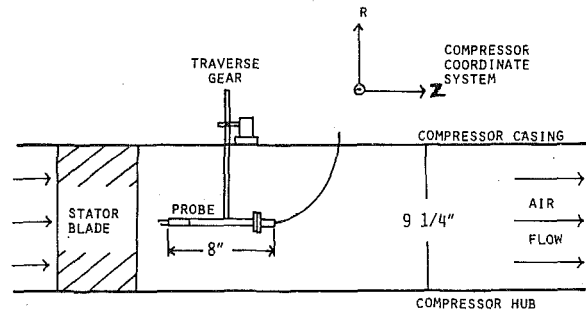 R
TRAVERSE
GEAR
COMPRESSOR
COORDINATE
SYSTEM
Z
COMPRESSOR CASING
STATOR
BLADE
PROBE
8"
9 1/4"
AIR
FLOW
COMPRESSOR HUB